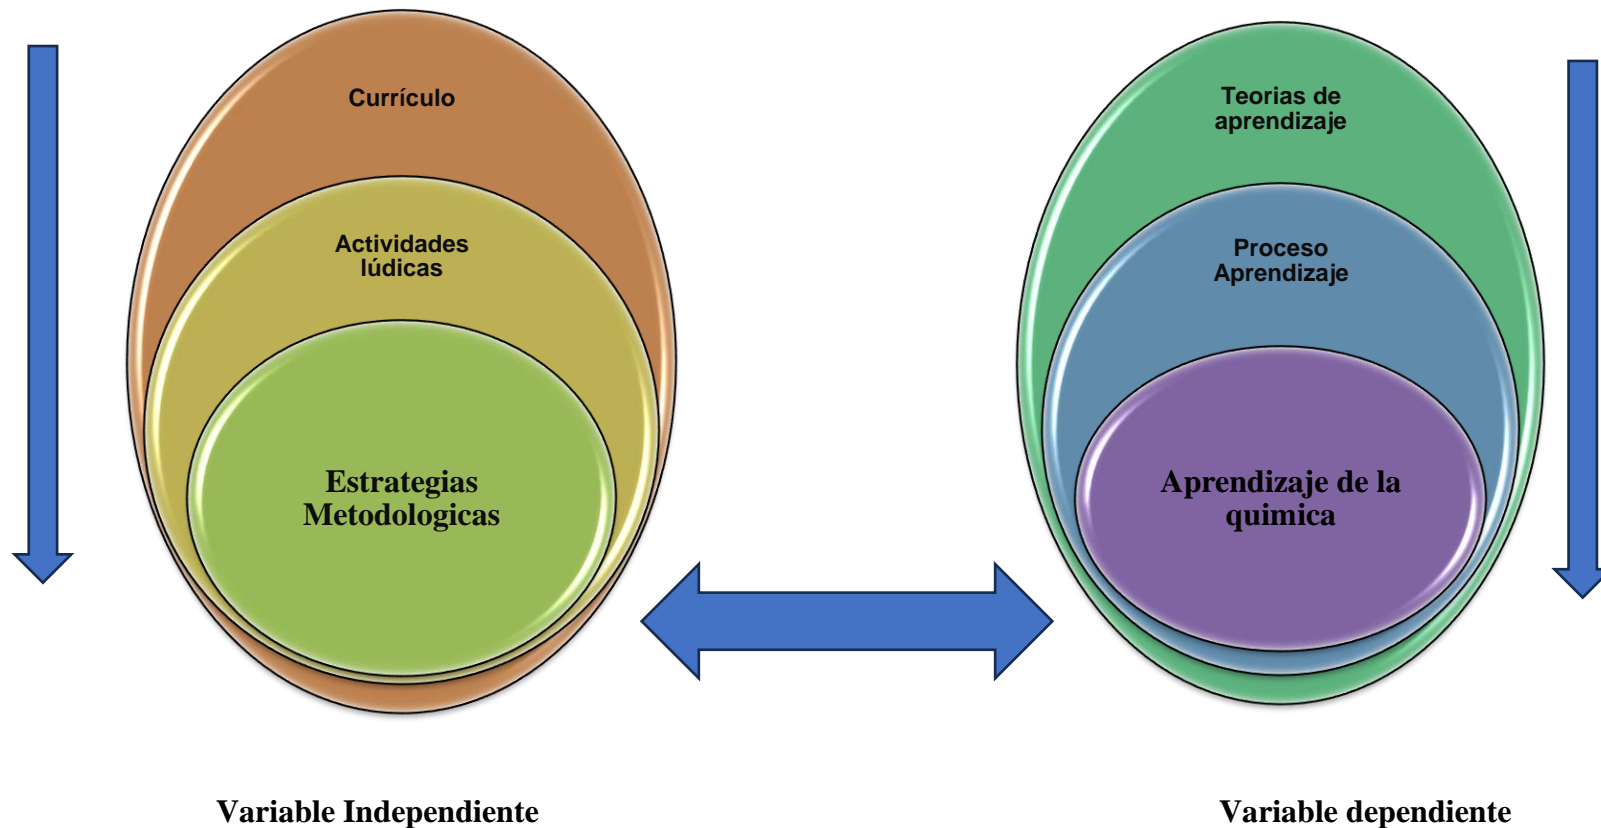 Currículo
Actividades
lúdicas
Estrategias
Metodologicas
Teorias de
aprendizaje
Proceso
Aprendizaje
Aprendizaje de la
quimica
Variable Independiente
Variable dependiente